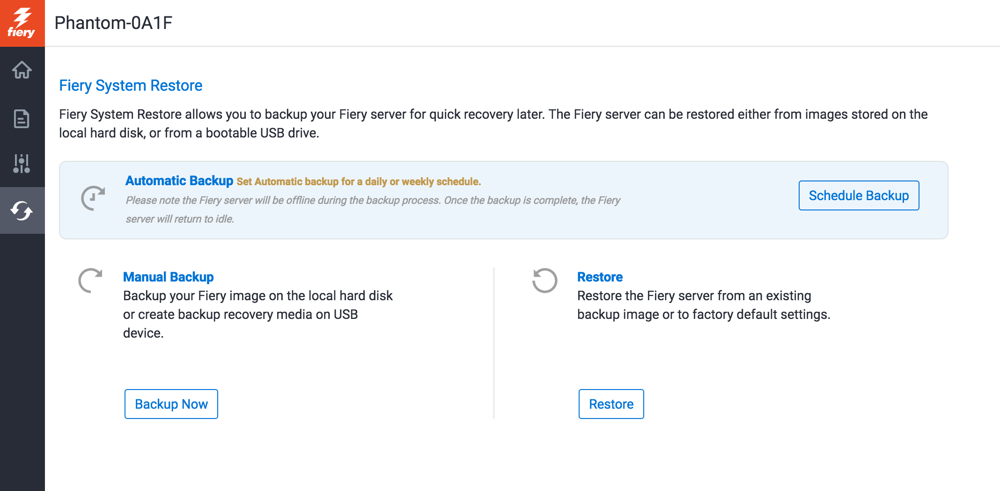 fiery
Phantom-0A1F
Fiery System Restore
Fiery System Restore allows you to backup your Fiery server for quick recovery later. The Fiery server can be restored either from images stored on the
local hard disk, or from a bootable USB drive.
Automatic Backup Set Automatic backup for a daily or weekly schedule.
Please note the Fiery server will be offline during the backup process. Once the backup is complete, the Fiery
server will return to idle.
Schedule Backup
Manual Backup
Backup your Fiery image on the local hard disk
or create backup recovery media on USB
device.
Backup Now
Restore
Restore the Fiery server from an existing
backup image or to factory default settings.
Restore